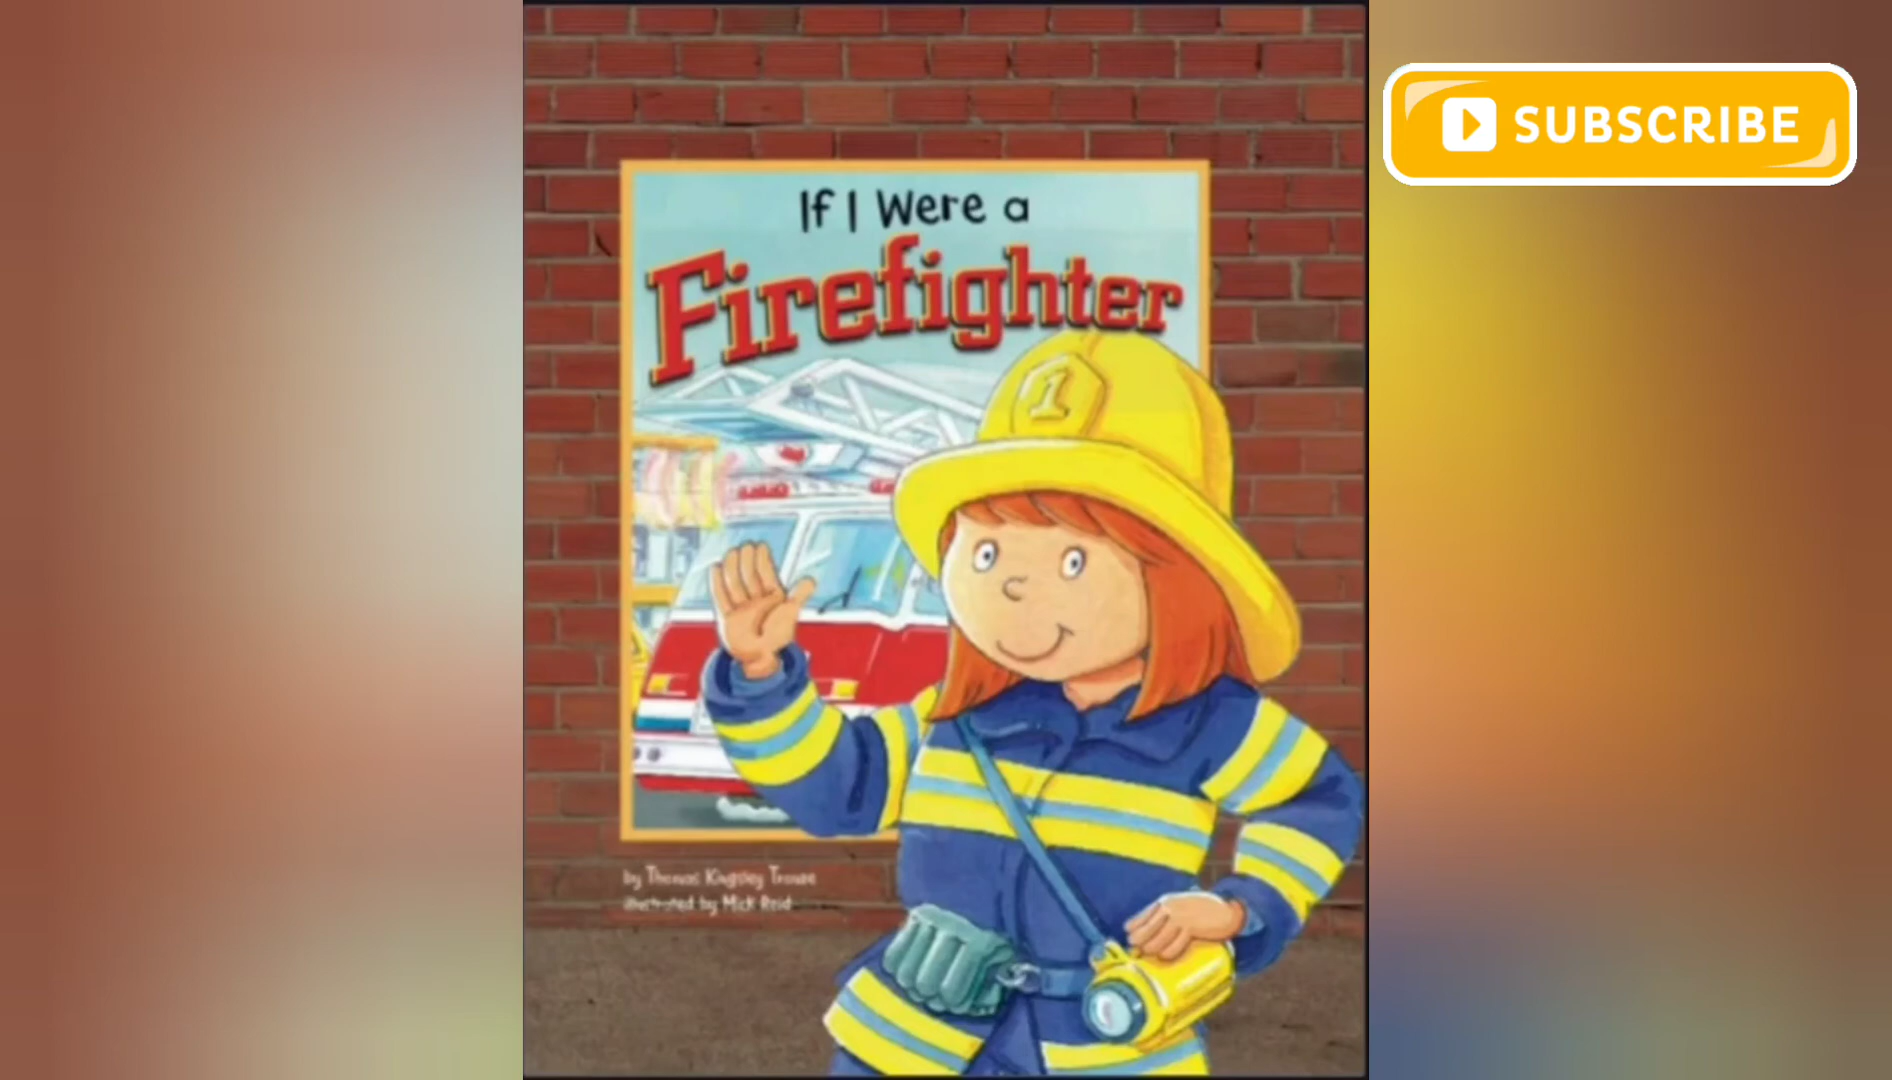 If I Were a
Firefighter
1
by Thomas Kingsley Troupe
illustrated by Mick Reid
SUBSCRIBE